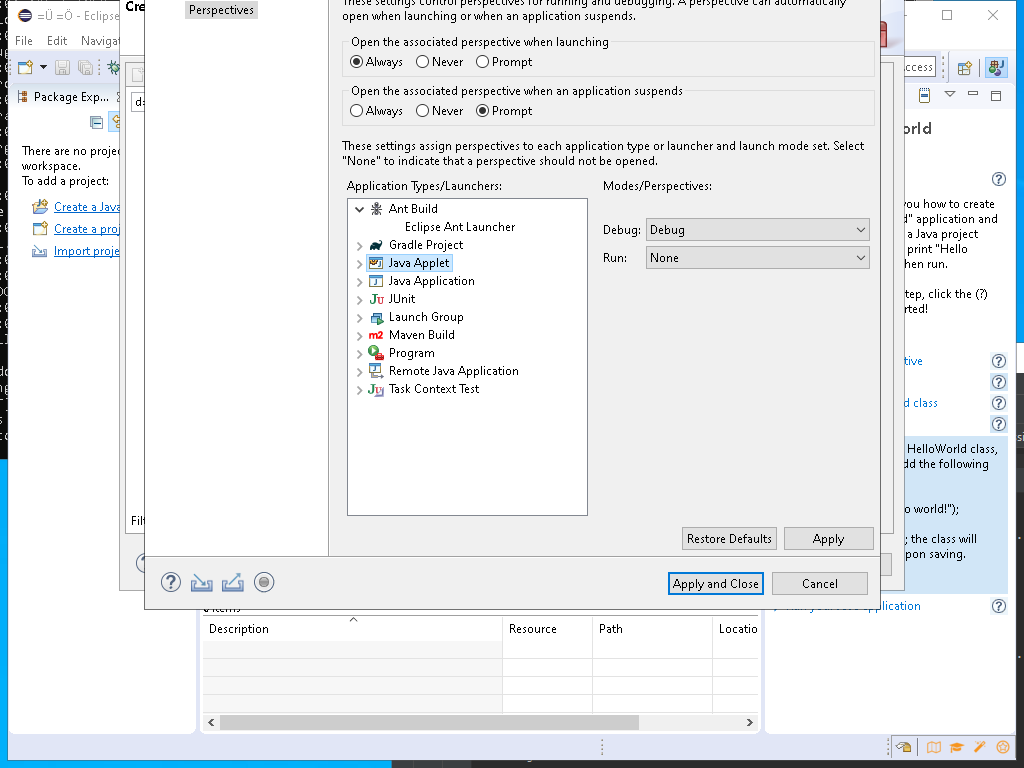 =Ü =Ö - Eclipse
Cre
File Edit Navigat
Package Exp...
There are no proje
workspace.
To add a project:
Create a Java
Create a proj
Import proje
Perspectives
These settings control perspectives for running and debugging. A perspective can automatically
open when launching or when an application suspends.
Open the associated perspective when launching
Always Never Prompt
Open the associated perspective when an application suspends
Always Never Prompt
These settings assign perspectives to each application type or launcher and launch mode set. Select
"None" to indicate that a perspective should not be opened.
Application Types/Launchers:
Modes/Perspectives:
Ant Build
Eclipse Ant Launcher
Gradle Project
Java Applet
Java Application
JUnit
Launch Group
Maven Build
Program
Remote Java Application
Task Context Test
Debug: Debug
Run: None
Restore Defaults Apply
Apply and Close Cancel
Filt
ccess
orld
you how to create
d" application and
a Java project
print "Hello
hen run.
tep, click the (?)
rted!
tive
d class
HelloWorld class,
dd the following
o world!");
; the class will
pon saving.
application
Description Resource Path Locatio